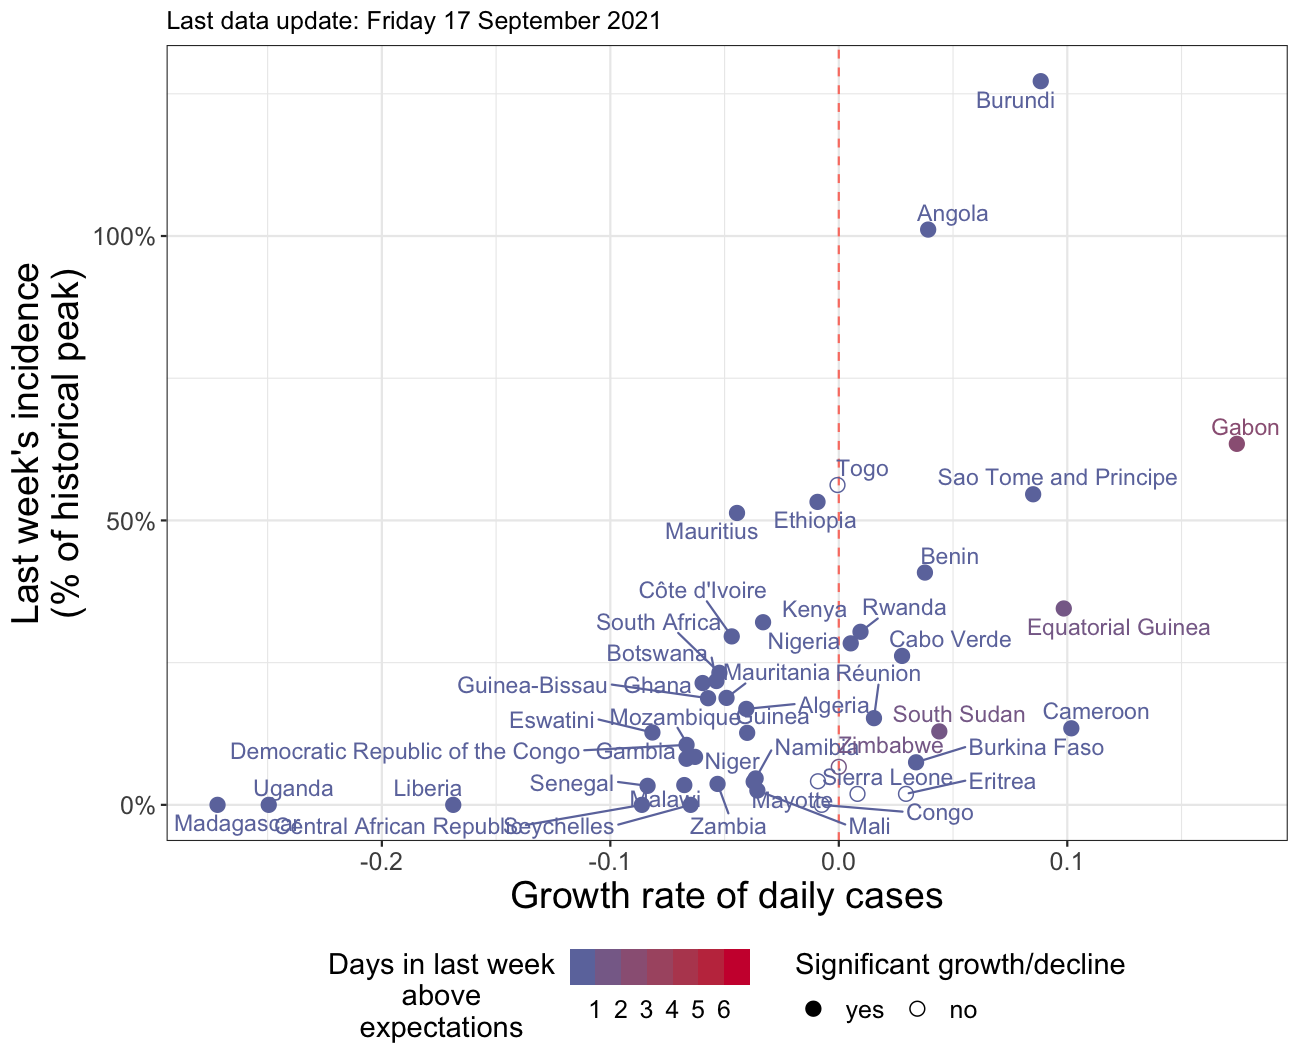 Last data update: Friday 17 September 2021
Burundi
Angola
100%
Gabon
Togo
Sao Tome and Principe
50%
Ethiopia
Mauritius
Benin
Côte d'Ivoire
Kenya
Rwanda
South Africa
Equatorial Guinea
Nigeria
Cabo Verde
Botswana
Mauritania
Réunion
Guinea-Bissau
Ghana
Algeria
Eswatini
Mozambique
Guinea
South Sudan
Cameroon
Democratic Republic of the Congo
Gambia
Namibia
Zimbabwe
Burkina Faso
Niger
Senegal
Sierra Leone
Eritrea
Uganda
Liberia
Malawi
Mayotte
0%
Congo
Madagascar
Central African Republic
Seychelles
Zambia
Mali
-0.2
-0.1
0.0
0.1
Last week's incidence
(% of historical peak)
Growth rate of daily cases
Days in last week
above
expectations
1 2 3 4 5 6
Significant growth/decline
yes
no